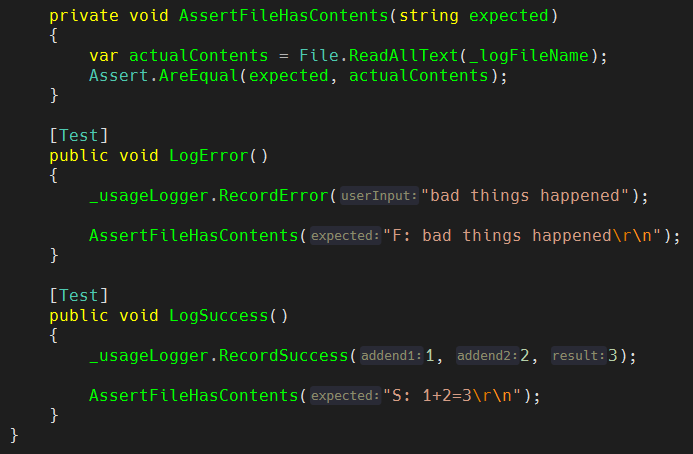 private void AssertFileHasContents(string expected)
    {
        var actualContents = File.ReadAllText(_logFileName);
        Assert.AreEqual(expected, actualContents);
    }

    [Test]
    public void LogError()
    {
        _usageLogger.RecordError(userInput:"bad things happened");

        AssertFileHasContents(expected:"F: bad things happened\r\n");
    }

    [Test]
    public void LogSuccess()
    {
        _usageLogger.RecordSuccess(addend1:1, addend2:2, result:3);

        AssertFileHasContents(expected:"S: 1+2=3\r\n");
    }
}